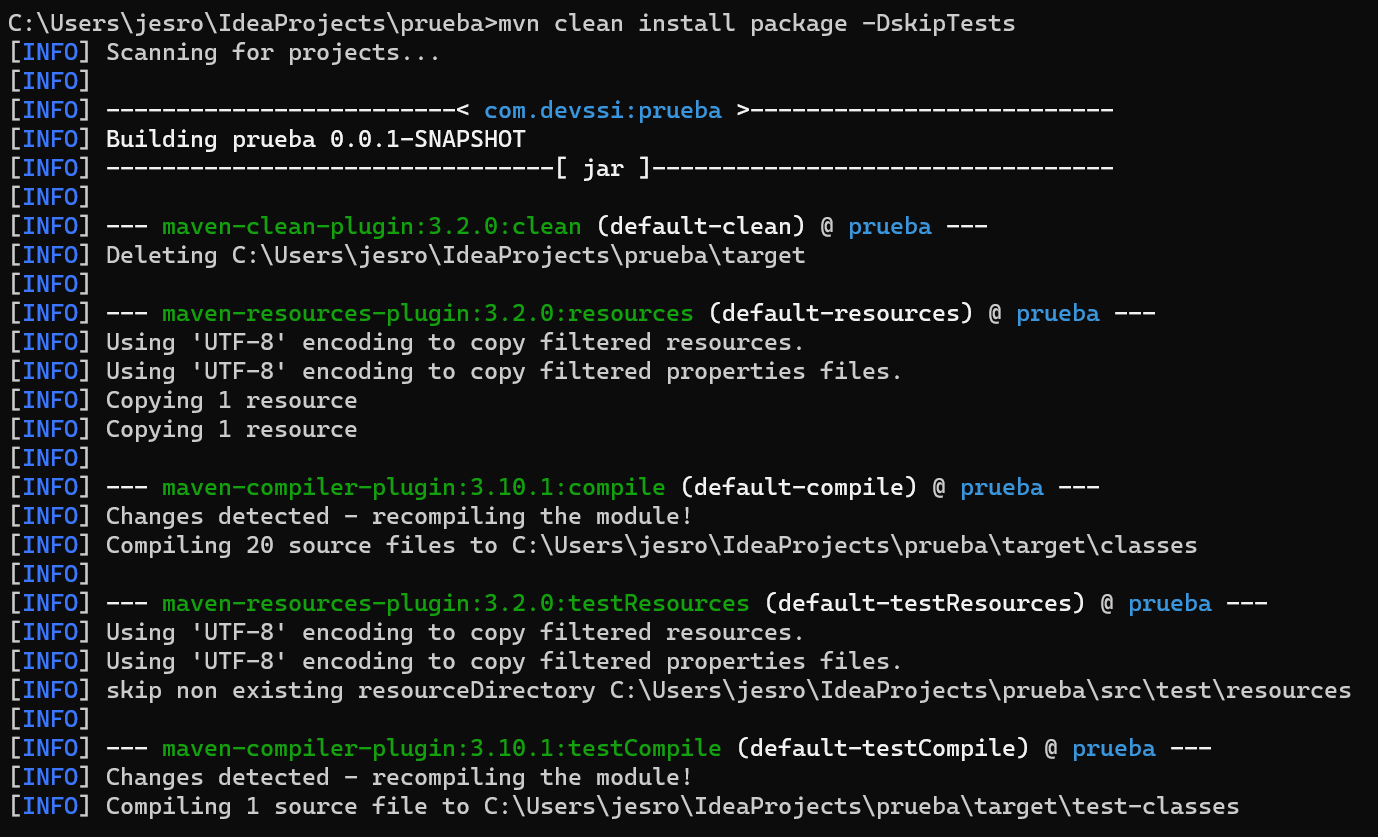 C:\Users\jesro\IdeaProjects\prueba>mvn clean install package -DskipTests
[INFO] Scanning for projects...
[INFO]
[INFO] -------------------------< com.devssi:prueba >--------------------------
[INFO] Building prueba 0.0.1-SNAPSHOT
[INFO] --------------------------------[ jar ]---------------------------------
[INFO]
[INFO] --- maven-clean-plugin:3.2.0:clean (default-clean) @ prueba ---
[INFO] Deleting C:\Users\jesro\IdeaProjects\prueba\target
[INFO]
[INFO] --- maven-resources-plugin:3.2.0:resources (default-resources) @ prueba ---
[INFO] Using 'UTF-8' encoding to copy filtered resources.
[INFO] Using 'UTF-8' encoding to copy filtered properties files.
[INFO] Copying 1 resource
[INFO] Copying 1 resource
[INFO]
[INFO] --- maven-compiler-plugin:3.10.1:compile (default-compile) @ prueba ---
[INFO] Changes detected - recompiling the module!
[INFO] Compiling 20 source files to C:\Users\jesro\IdeaProjects\prueba\target\classes
[INFO]
[INFO] --- maven-resources-plugin:3.2.0:testResources (default-testResources) @ prueba ---
[INFO] Using 'UTF-8' encoding to copy filtered resources.
[INFO] Using 'UTF-8' encoding to copy filtered properties files.
[INFO] skip non existing resourceDirectory C:\Users\jesro\IdeaProjects\prueba\src\test\resources
[INFO]
[INFO] --- maven-compiler-plugin:3.10.1:testCompile (default-testCompile) @ prueba ---
[INFO] Changes detected - recompiling the module!
[INFO] Compiling 1 source file to C:\Users\jesro\IdeaProjects\prueba\target\test-classes